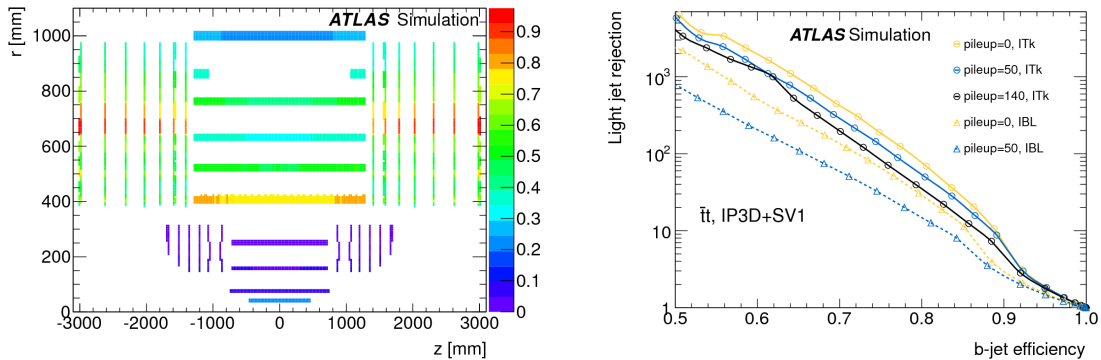 r [mm]
ATLAS Simulation
1000
800
600
400
200
0
-3000 -2000 -1000 0 1000 2000 3000
z [mm]
0.9
0.8
0.7
0.6
0.5
0.4
0.3
0.2
0.1
0
Light jet rejection
ATLAS Simulation
pileup=0, ITk
pileup=50, ITk
pileup=140, ITk
pileup=0, IBL
pileup=50, IBL
10³
10²
10
1
t̄t, IP3D+SV1
0.5 0.6 0.7 0.8 0.9 1.0
b-jet efficiency